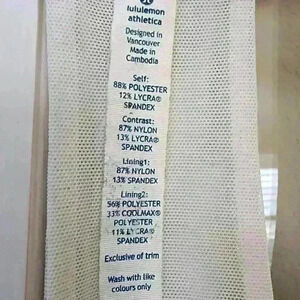 lululemon
athletica
Designed in
Vancouver
Made in
Cambodia
Self:
88% POLYESTER
12% LYCRA®
SPANDEX
Contrast:
87% NYLON
13% LYCRA®
SPANDEX
Lining1:
87% NYLON
13% SPANDEX
Lining2:
56% POLYESTER
33% COOLMAX®
POLYESTER
11% LYCRA®
SPANDEX
Exclusive of trim
Wash with like
colours only